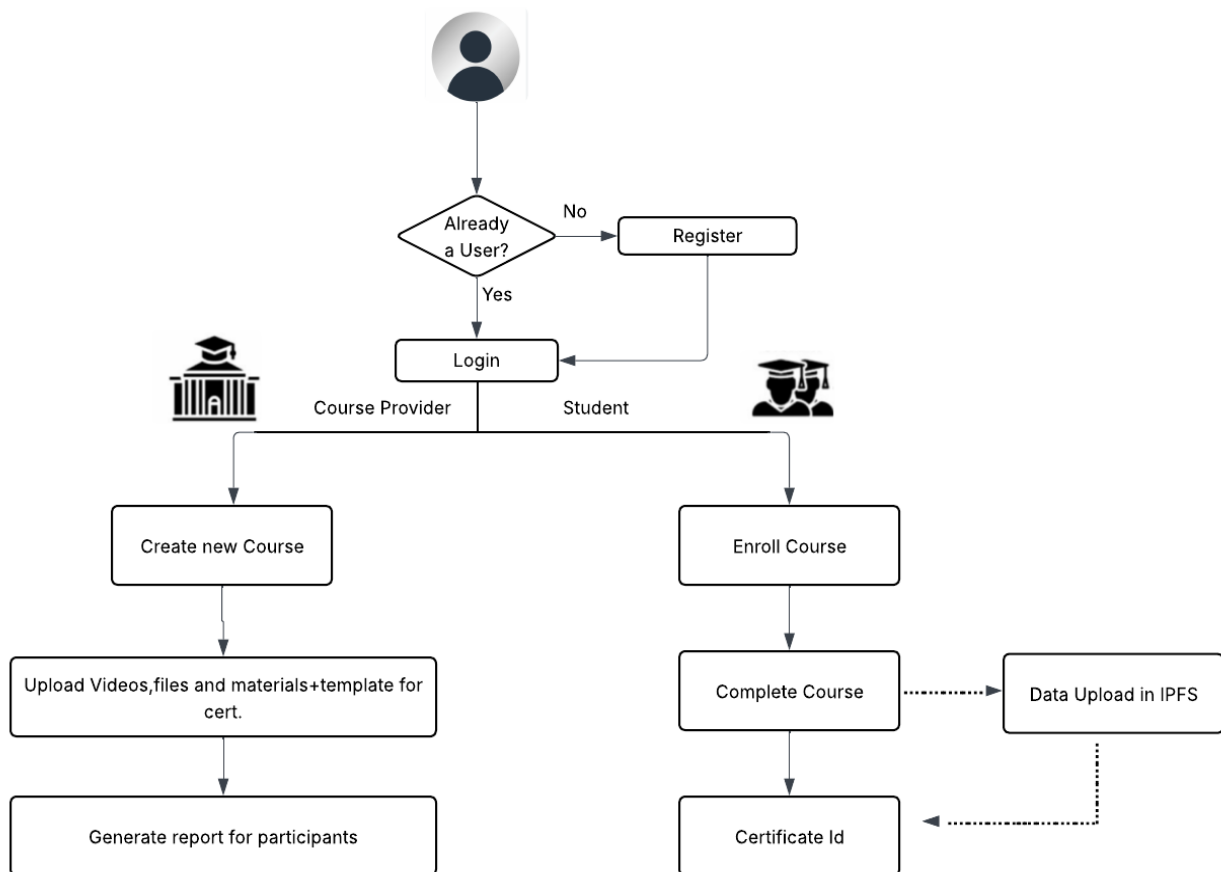 Already
a User?
No
Register
Yes
Login
Course Provider
Student
Create new Course
Enroll Course
Upload Videos,files and materials+template for
cert.
Complete Course
Data Upload in IPFS
Generate report for participants
Certificate Id